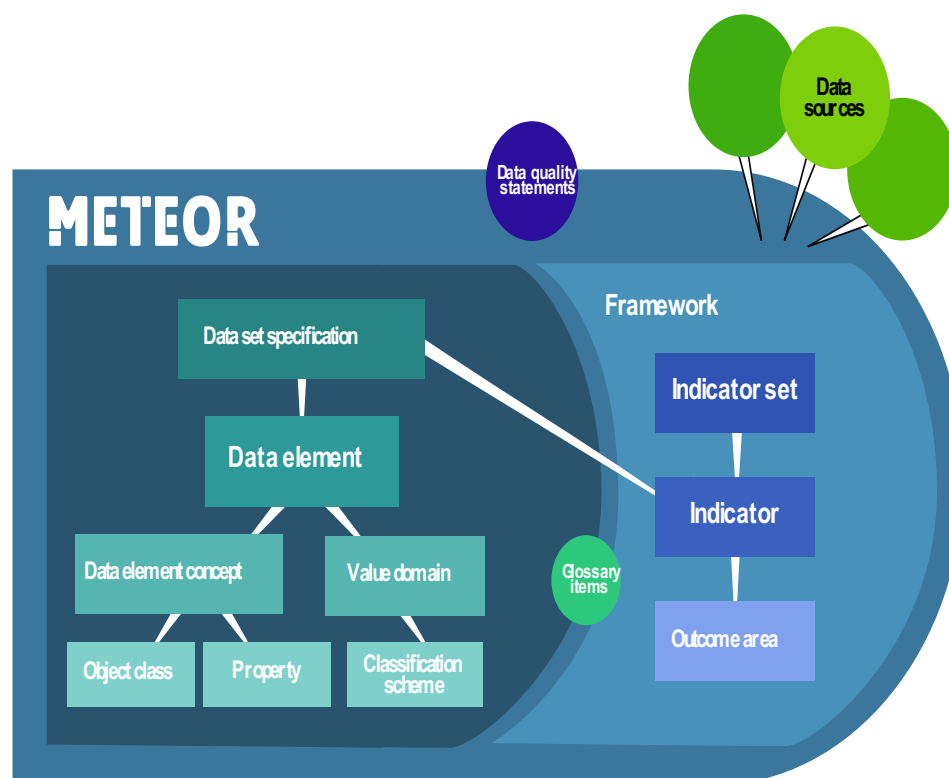 Data
sources
Data quality
statements
METEOR
Framework
Data set specification
Indicator set
Data element
Indicator
Data element concept
Value domain
Glossary
items
Outcome area
Object class
Property
Classification
scheme